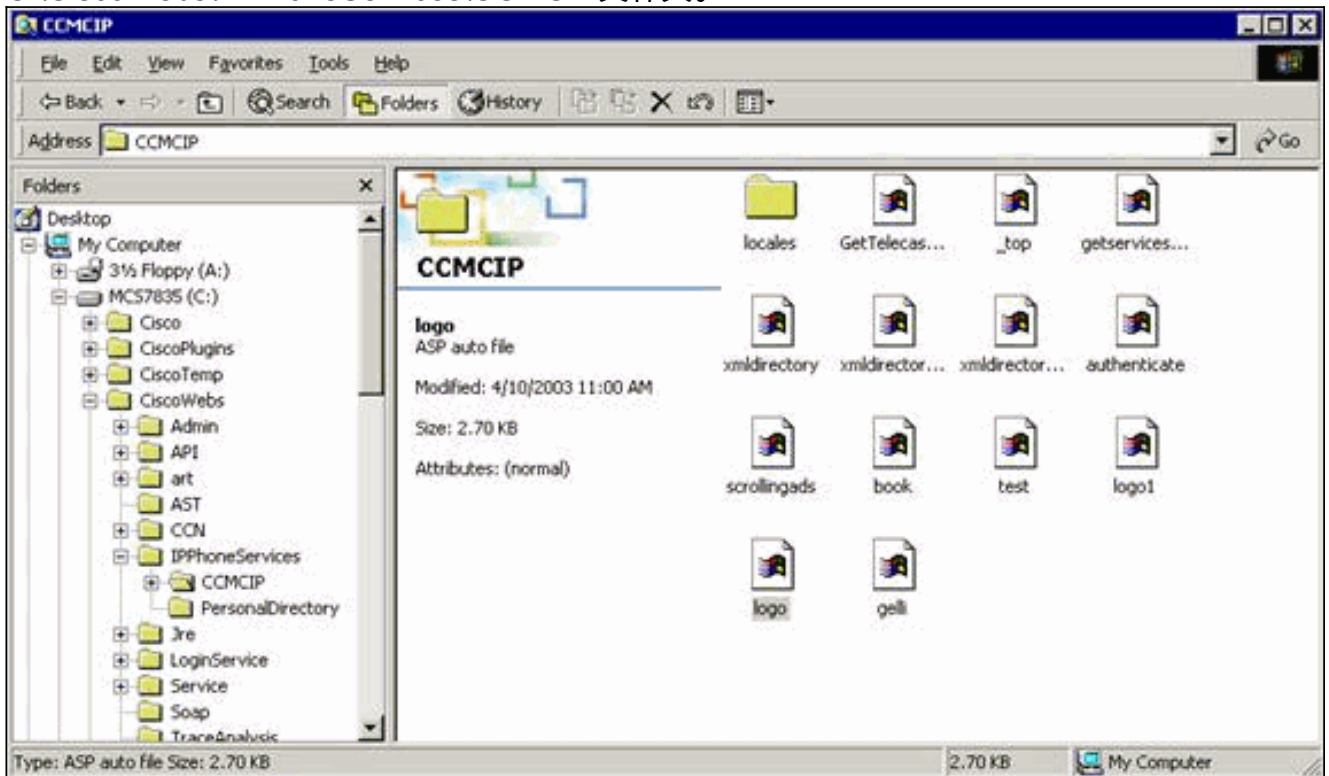 CCMCIP
File Edit View Favorites Tools Help
Back Search Folders History
Address CCMCIP Go
Folders
Desktop
My Computer
3½ Floppy (A:)
MCS7835 (C:)
Cisco
CiscoPlugins
CiscoTemp
CiscoWebs
Admin
API
art
AST
CCN
IPPhoneServices
CCMCIP
PersonalDirectory
Jre
LoginService
Service
Soap
TraceAnalysis
CCMCIP
logo
ASP auto file
Modified: 4/10/2003 11:00 AM
Size: 2.70 KB
Attributes: (normal)
locales GetTelecas... _top getservices...
xmldirectory xmldirector... xmldirector... authenticate
scrollingads book test logo1
logo gelli
Type: ASP auto file Size: 2.70 KB 2.70 KB My Computer